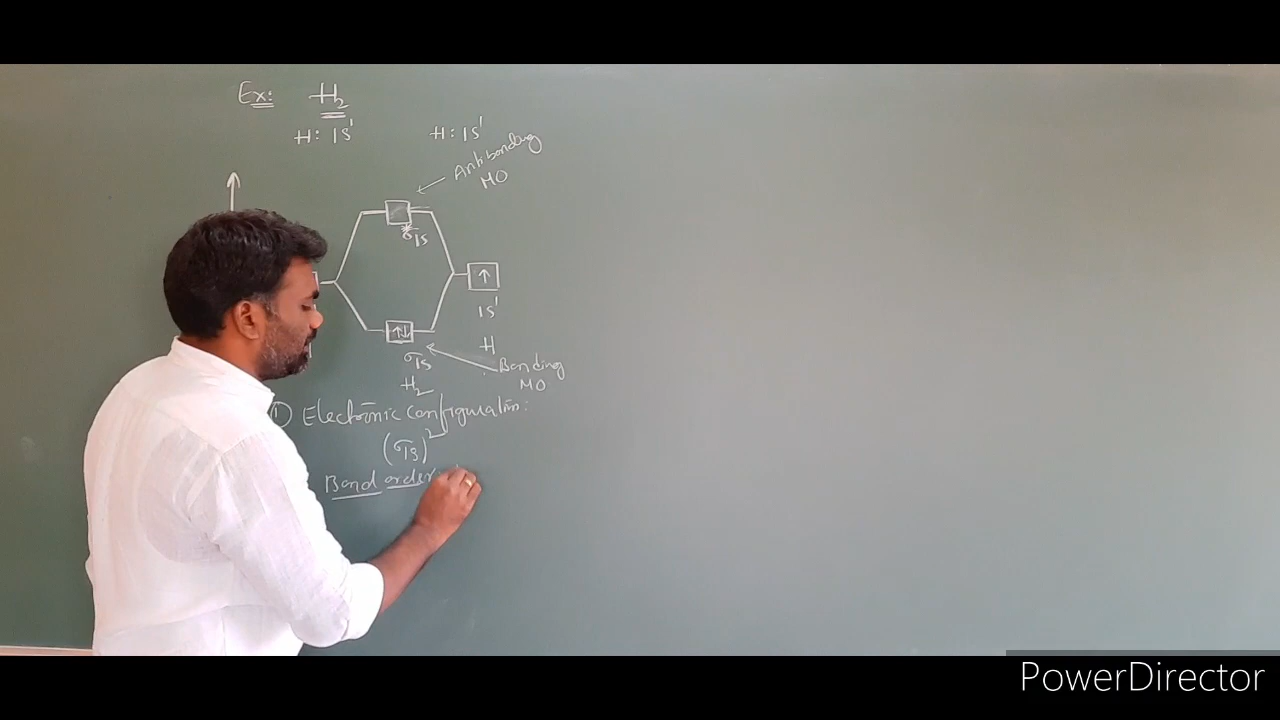 Ex: H₂
H: 1S¹ H: 1S¹
Antibonding
MO
σ*1s
↑
1S¹
↑↓
H
σ1s
Bonding
MO
H₂
① Electronic configuration:
(σ1s)²
Bond order
PowerDirector